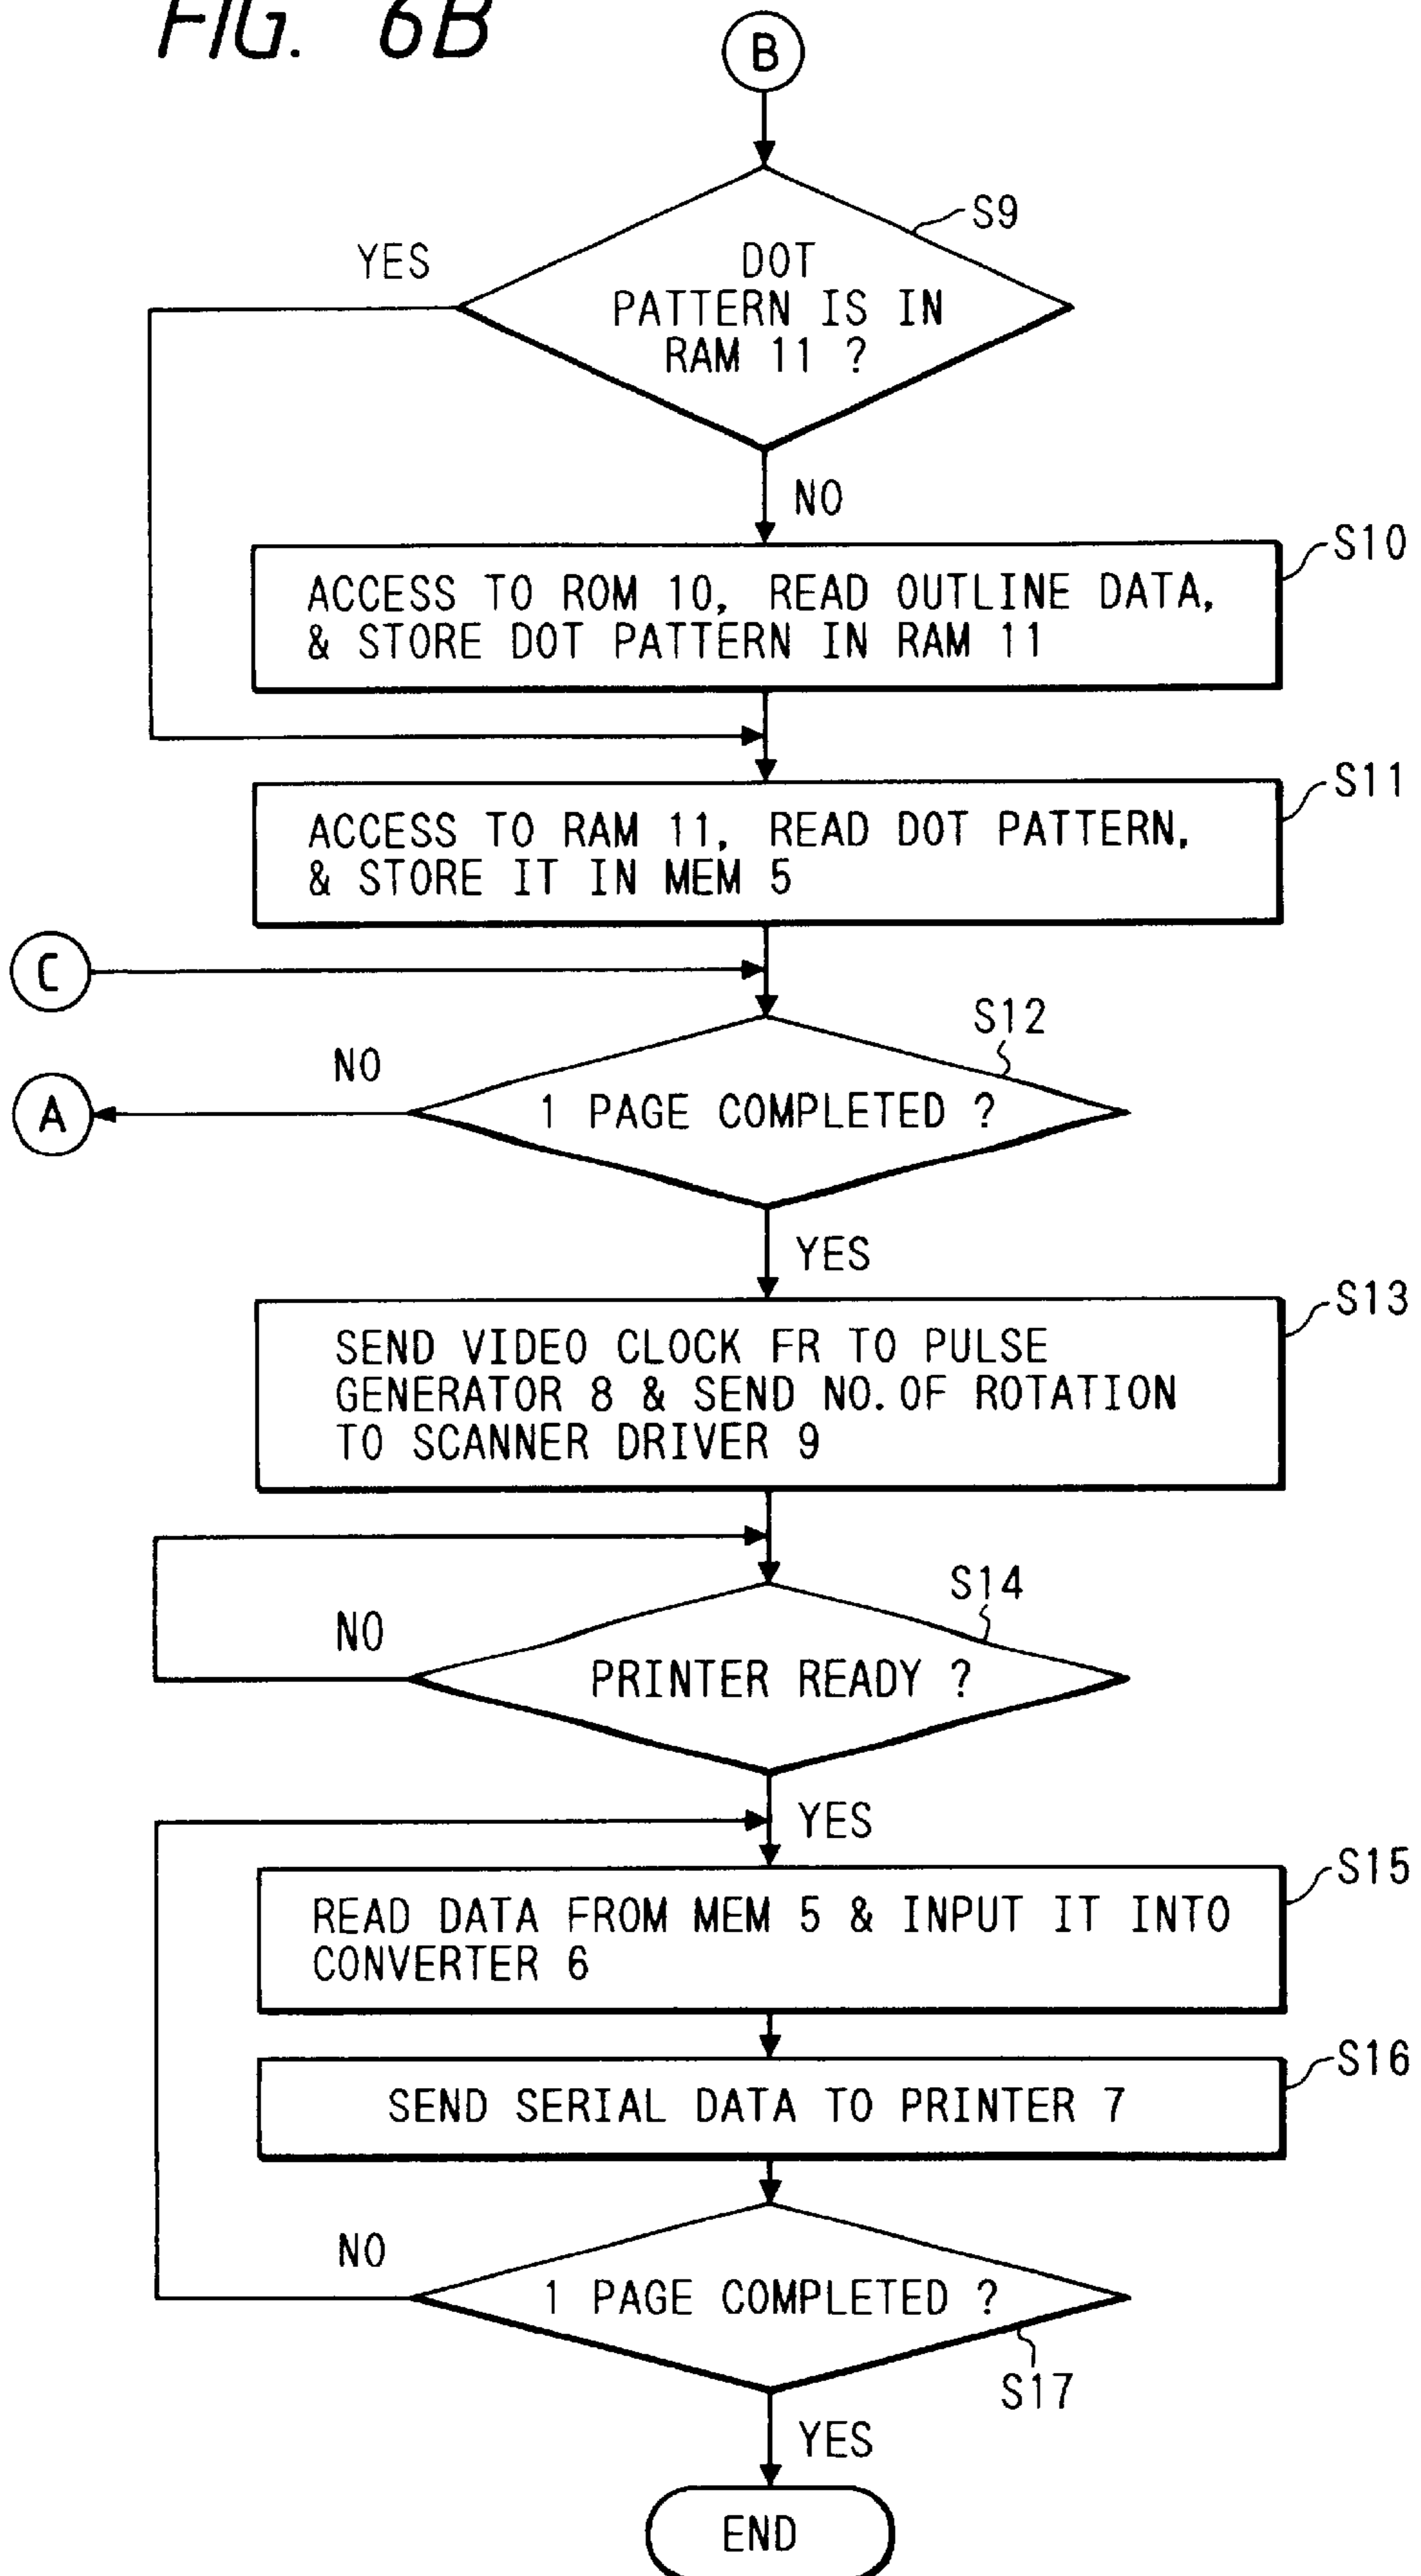 FIG. 6B
B
S9
YES
DOT
PATTERN IS IN
RAM 11 ?
NO
S10
ACCESS TO ROM 10, READ OUTLINE DATA,
& STORE DOT PATTERN IN RAM 11
S11
ACCESS TO RAM 11, READ DOT PATTERN,
& STORE IT IN MEM 5
C
S12
NO
A
1 PAGE COMPLETED ?
YES
S13
SEND VIDEO CLOCK FR TO PULSE
GENERATOR 8 & SEND NO. OF ROTATION
TO SCANNER DRIVER 9
S14
NO
PRINTER READY ?
YES
S15
READ DATA FROM MEM 5 & INPUT IT INTO
CONVERTER 6
S16
SEND SERIAL DATA TO PRINTER 7
NO
1 PAGE COMPLETED ?
S17
YES
END